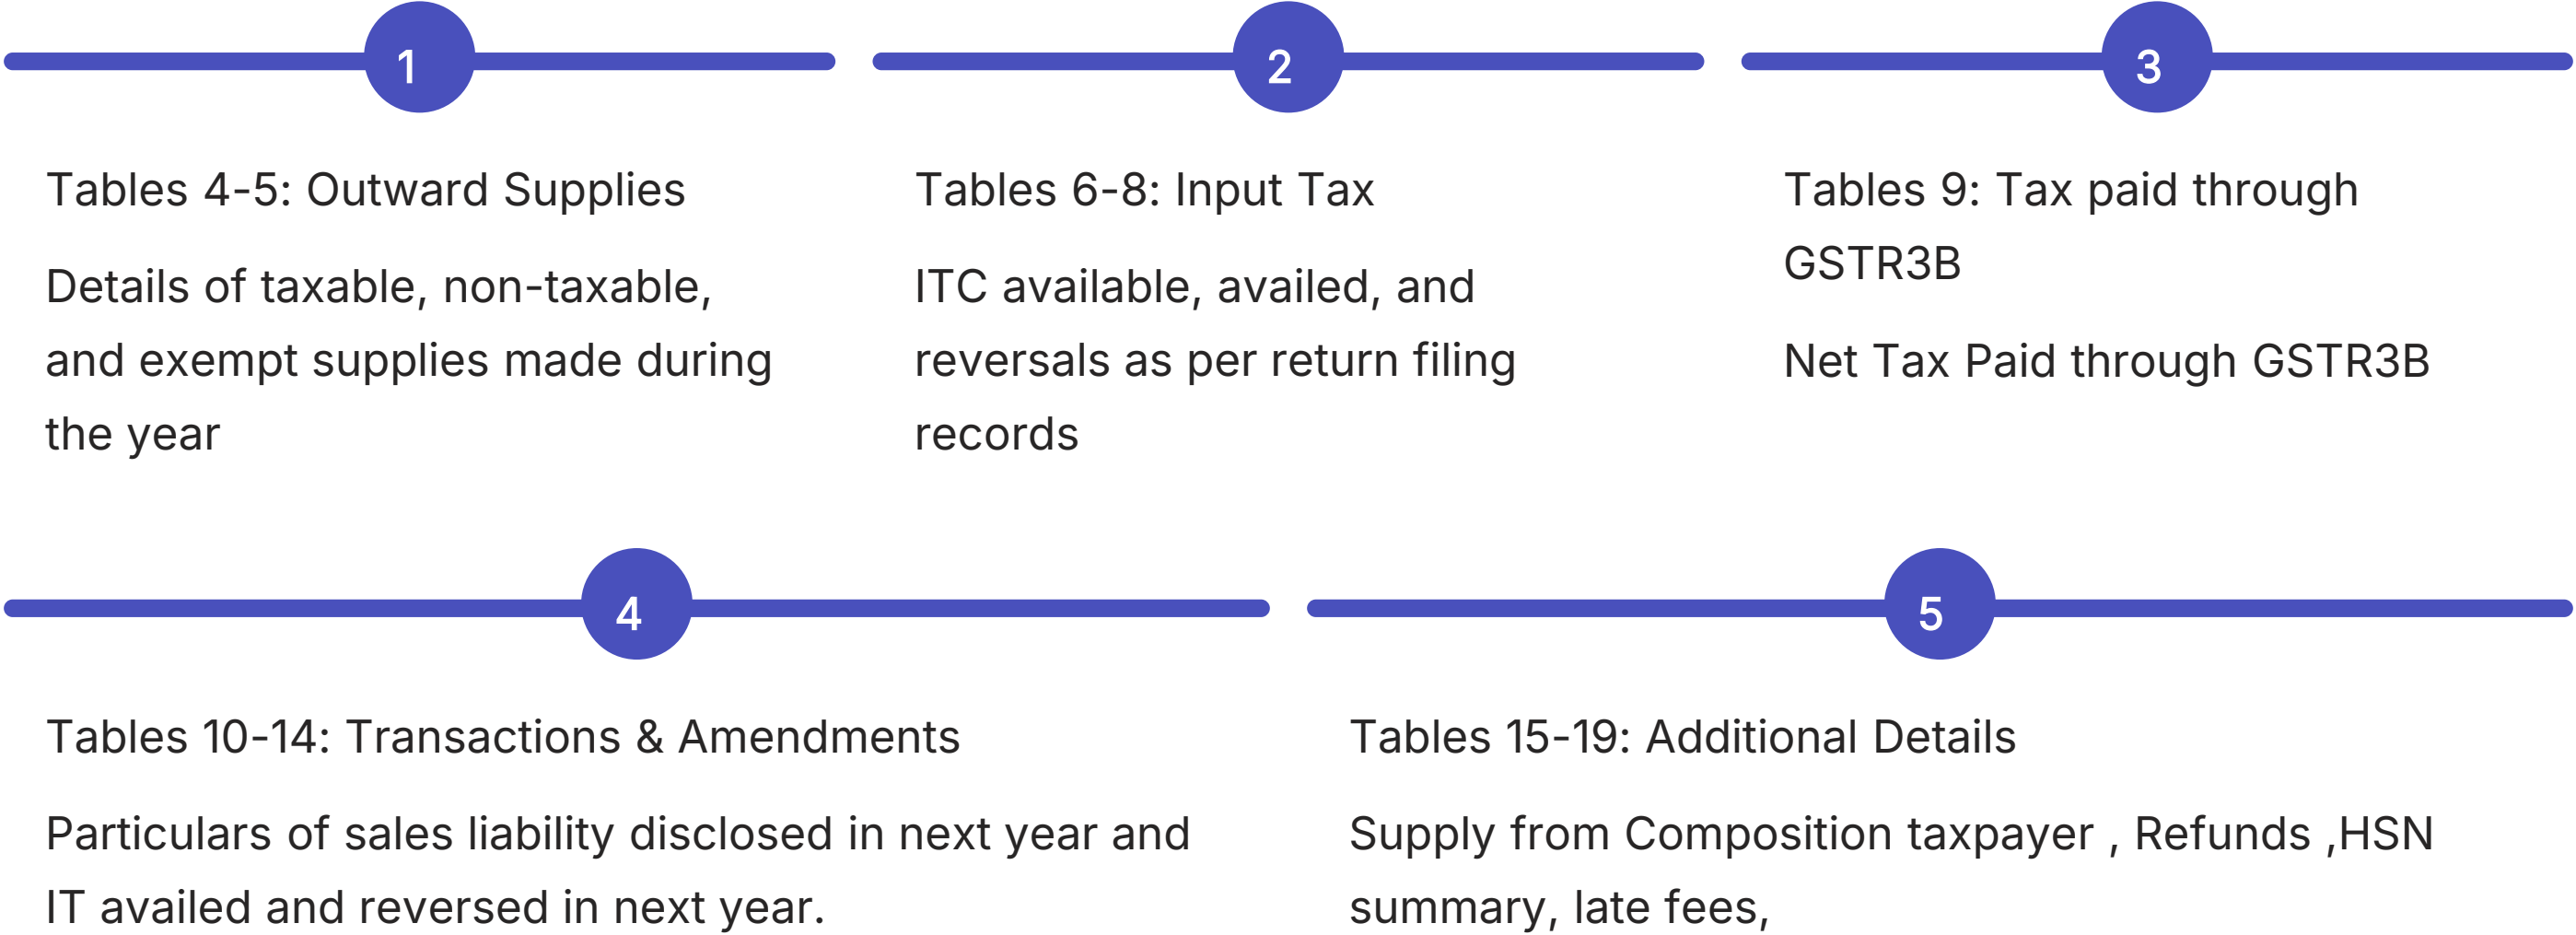 1
Tables 4-5: Outward Supplies
Details of taxable, non-taxable,
and exempt supplies made during
the year
2
Tables 6-8: Input Tax
ITC available, availed, and
reversals as per return filing
records
3
Tables 9: Tax paid through
GSTR3B
Net Tax Paid through GSTR3B
4
Tables 10-14: Transactions & Amendments
Particulars of sales liability disclosed in next year and
IT availed and reversed in next year.
5
Tables 15-19: Additional Details
Supply from Composition taxpayer , Refunds ,HSN
summary, late fees,